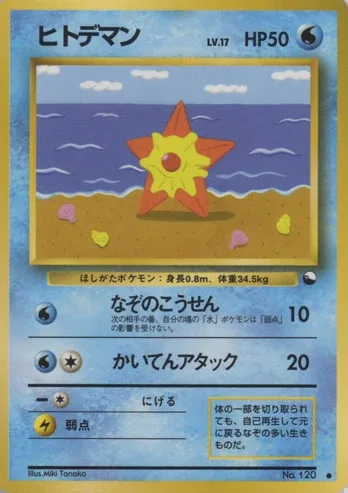 ヒトデマン LV.17 HP50
ほしがたポケモン：身長0.8m、体重34.5kg
なぞのこうせん 10
次の相手の番、自分の場の「水」ポケモンは「弱点」
の影響を受けない。
かいてんアタック 20
ー にげる
弱点
体の一部を切り取られ
ても、自己再生して元
に戻るなぞの多い生き
ものだ。
Illus.Miki Tanaka No. 120